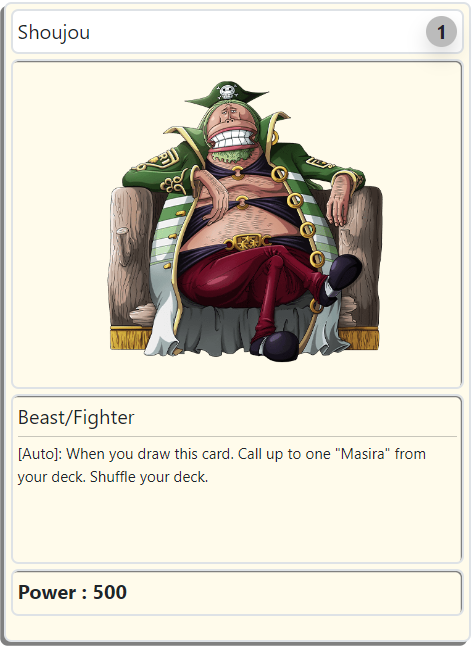 Shoujou
1
Beast/Fighter
[Auto]: When you draw this card. Call up to one "Masira" from
your deck. Shuffle your deck.
Power : 500